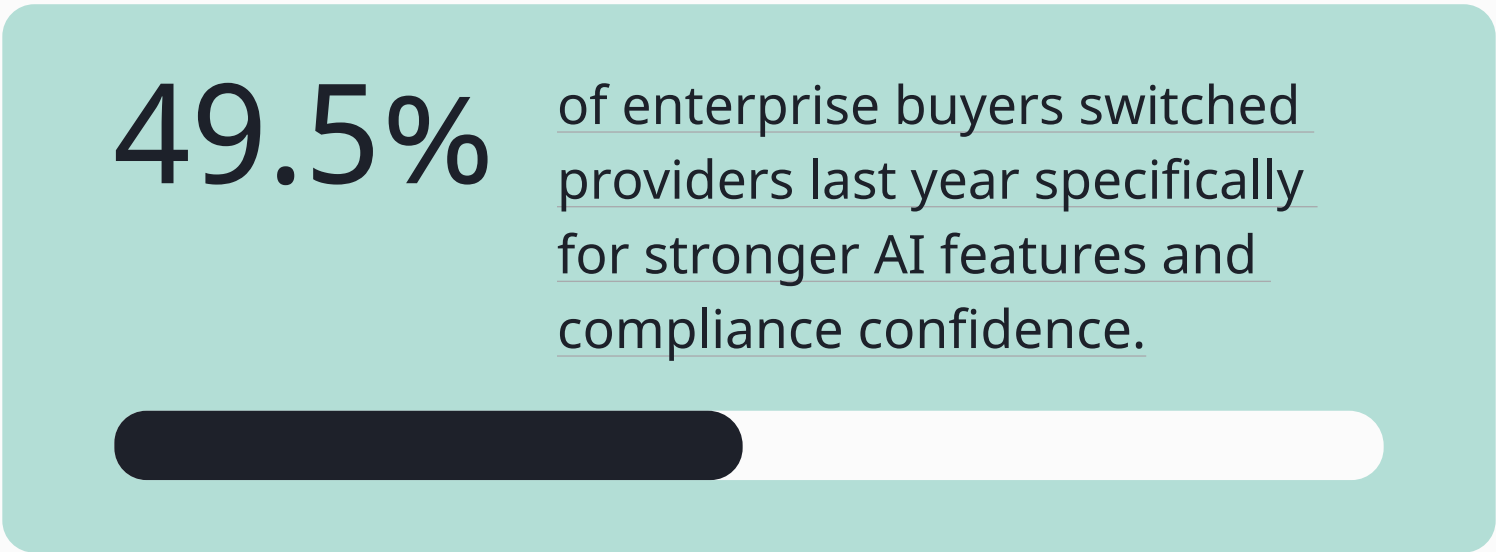 49.5%
of enterprise buyers switched
providers last year specifically
for stronger AI features and
compliance confidence.